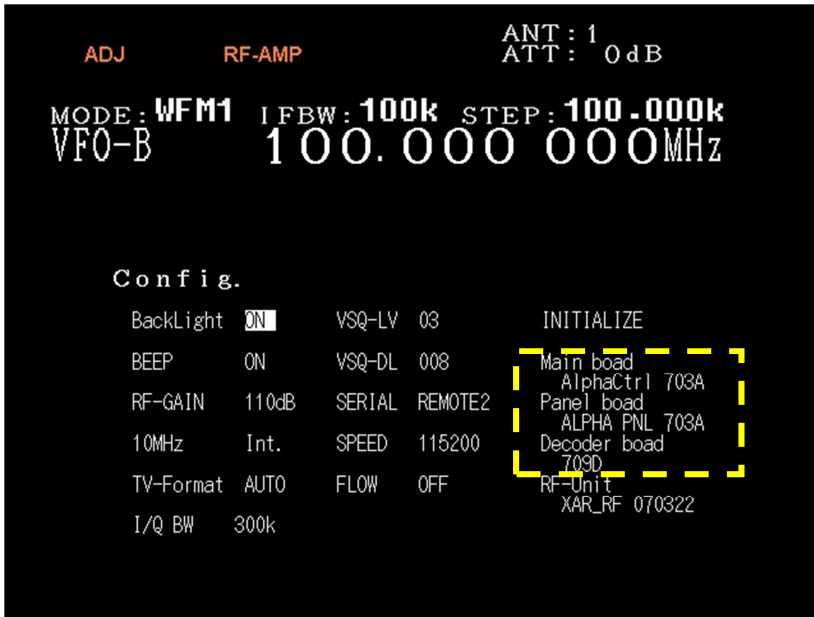 ANT:1
ADJ RF-AMP ATT: 0dB
MODE:WFM1 IFBW:100k STEP:100.000k
VFO-B 100.000 000MHz
Config.
BackLight ON VSQ-LV 03 INITIALIZE
BEEP ON VSQ-DL 008 Main boad
AlphaCtrl 703A
RF-GAIN 110dB SERIAL REMOTE2 Panel boad
ALPHA PNL 703A
10MHz Int. SPEED 115200 Decoder boad
709D
TV-Format AUTO FLOW OFF RF-Unit
XAR_RF 070322
I/Q BW 300k